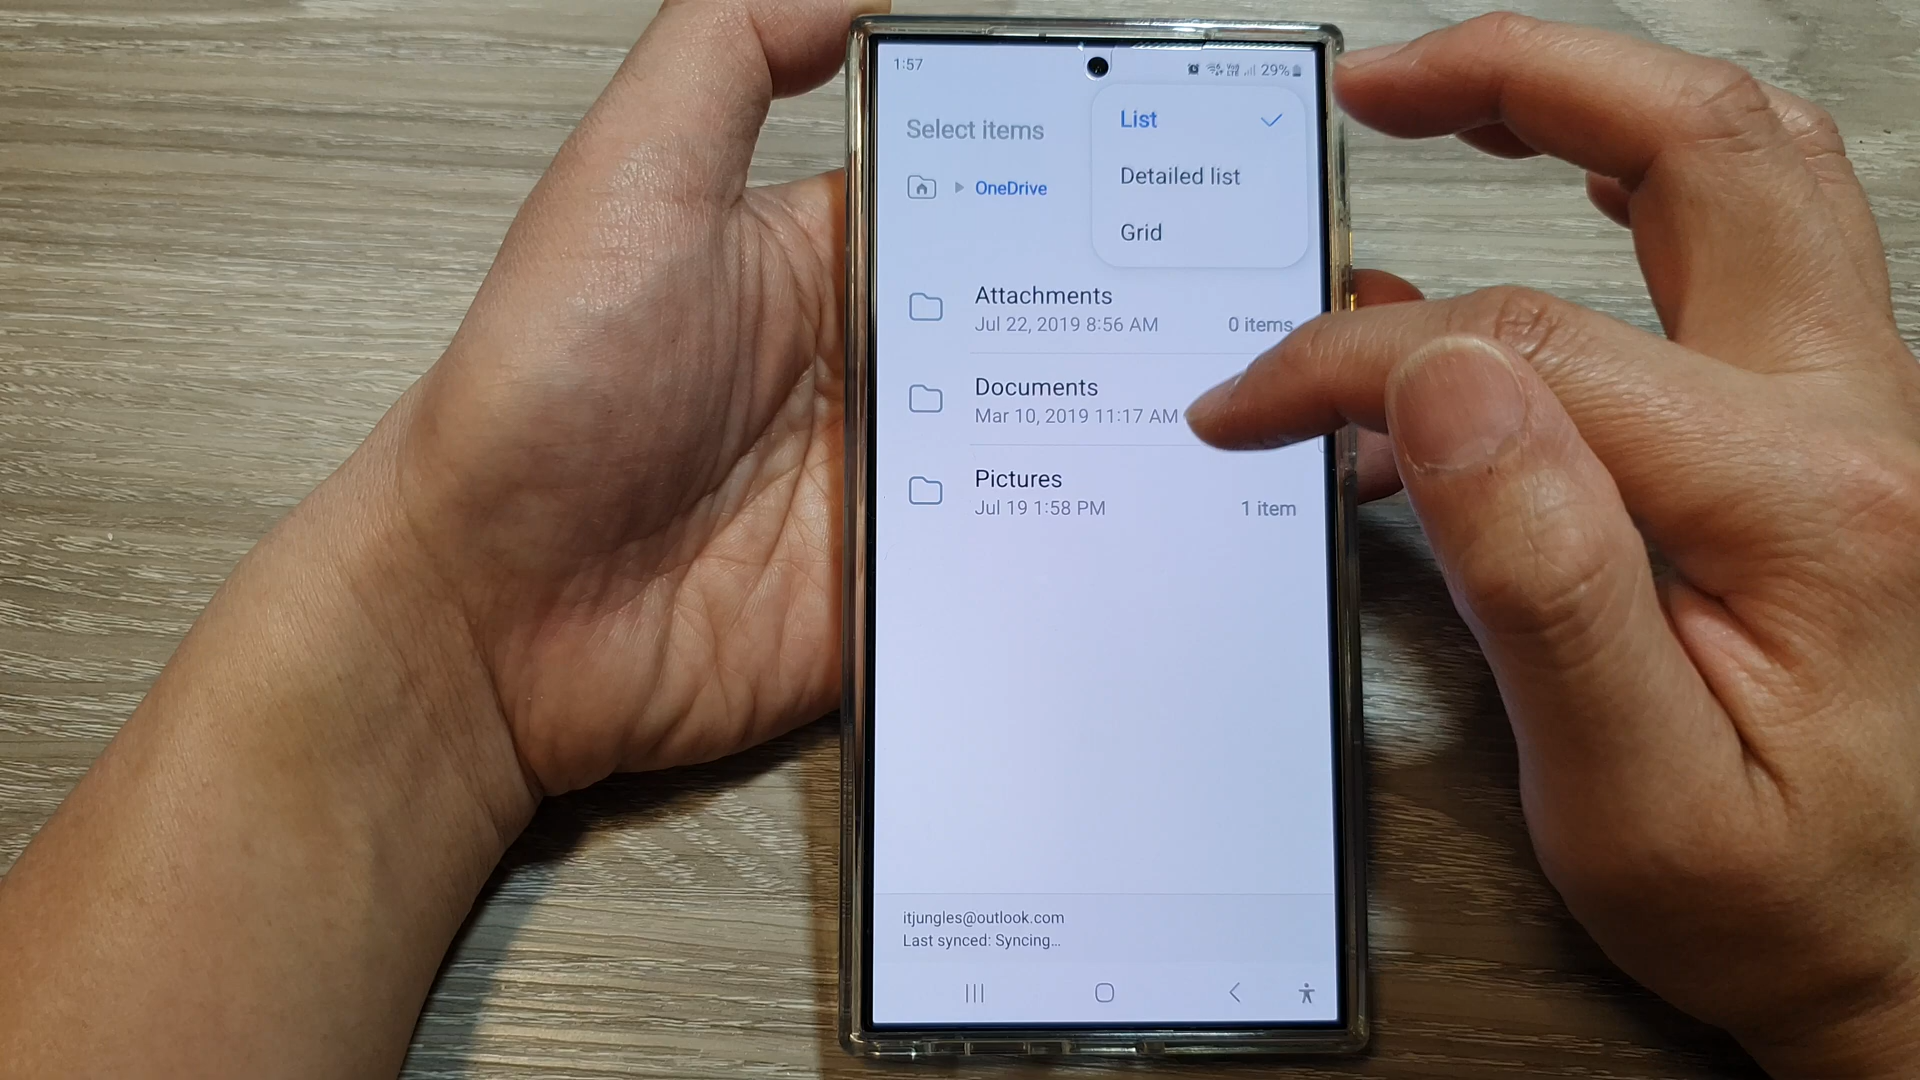 1:57
29%
Select items
OneDrive
List
Detailed list
Grid
Attachments
Jul 22, 2019 8:56 AM
0 items
Documents
Mar 10, 2019 11:17 AM
Pictures
Jul 19 1:58 PM
1 item
itjungles@outlook.com
Last synced: Syncing...